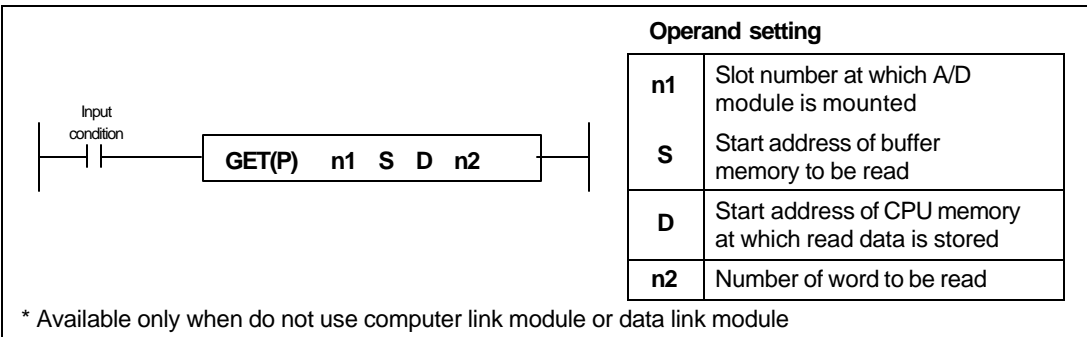 Operand setting
Input
condition
GET(P) n1 S D n2
n1 Slot number at which A/D
module is mounted
S Start address of buffer
memory to be read
D Start address of CPU memory
at which read data is stored
n2 Number of word to be read
* Available only when do not use computer link module or data link module